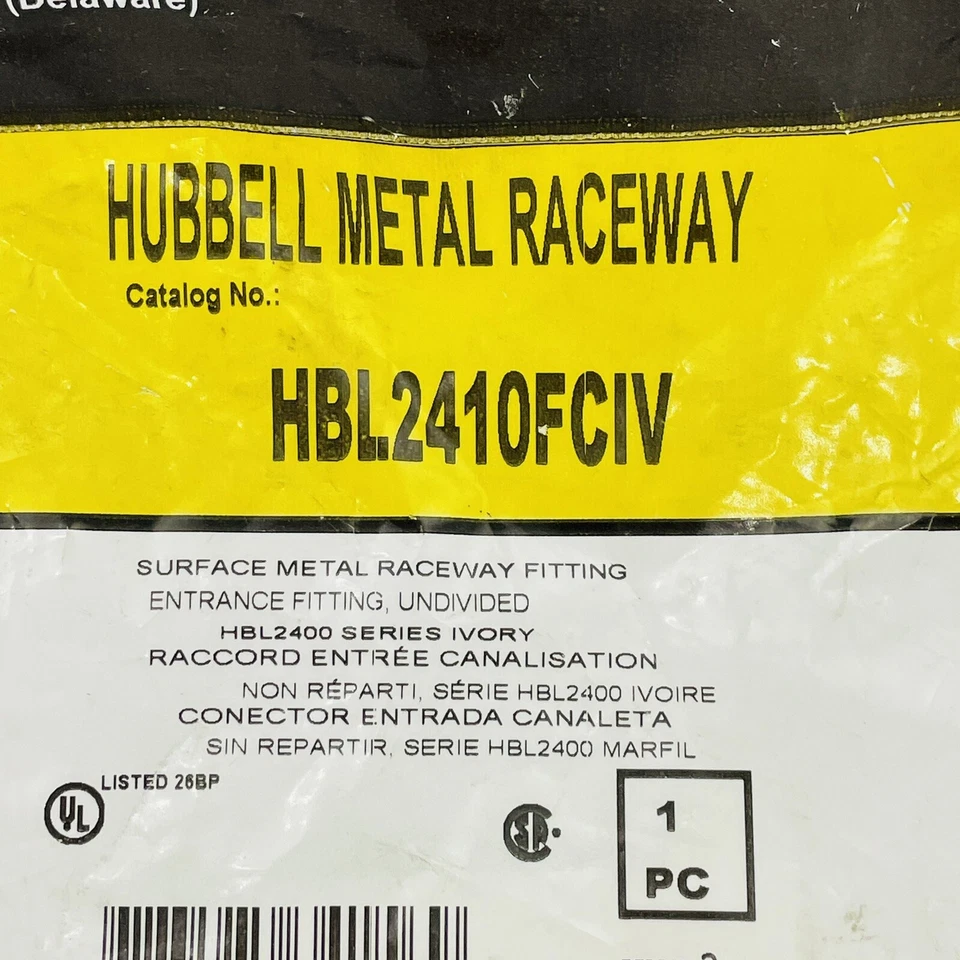 (Delaware)
HUBBELL METAL RACEWAY
Catalog No.:
HBL2410FCIV
SURFACE METAL RACEWAY FITTING
ENTRANCE FITTING, UNDIVIDED
HBL2400 SERIES IVORY
RACCORD ENTRÉE CANALISATION
NON RÉPARTI, SÉRIE HBL2400 IVOIRE
CONECTOR ENTRADA CANALETA
SIN REPARTIR, SERIE HBL2400 MARFIL
LISTED 26BP
UL
SA
1
PC